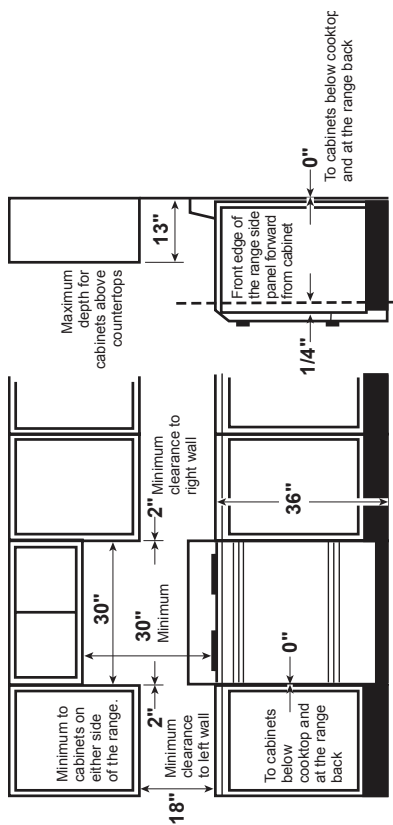 Minimum to
cabinets on
either side
of the range.
30"
18"
2"
Minimum
clearance
to left wall
30"
Minimum
2"
Minimum
clearance to
right wall
To cabinets
below
cooktop and
at the range
back
0"
36"
Maximum
depth for
cabinets above
countertops
13"
Front edge of
the range side
panel forward
from cabinet
1/4"
0"
To cabinets below cooktop
and at the range back